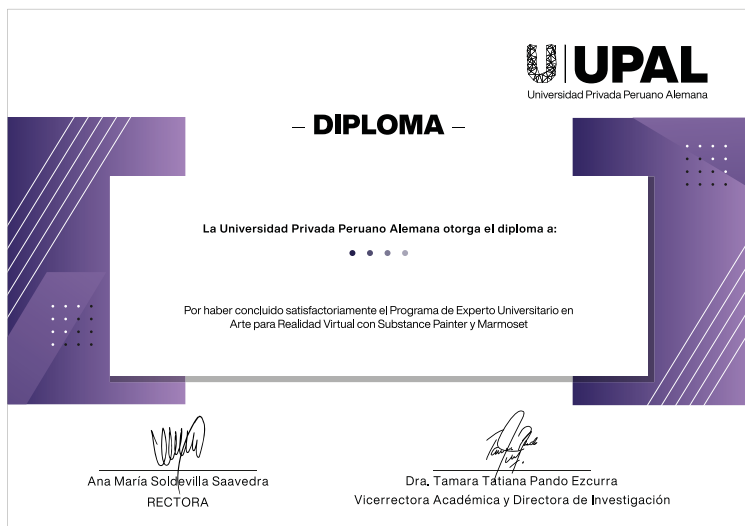 UPAL
Universidad Privada Peruano Alemana
– DIPLOMA –
La Universidad Privada Peruano Alemana otorga el diploma a:
Por haber concluido satisfactoriamente el Programa de Experto Universitario en
Arte para Realidad Virtual con Substance Painter y Marmoset
Ana María Soldevilla Saavedra
RECTORA
Dra. Tamara Tatiana Pando Ezcurra
Vicerrectora Académica y Directora de Investigación